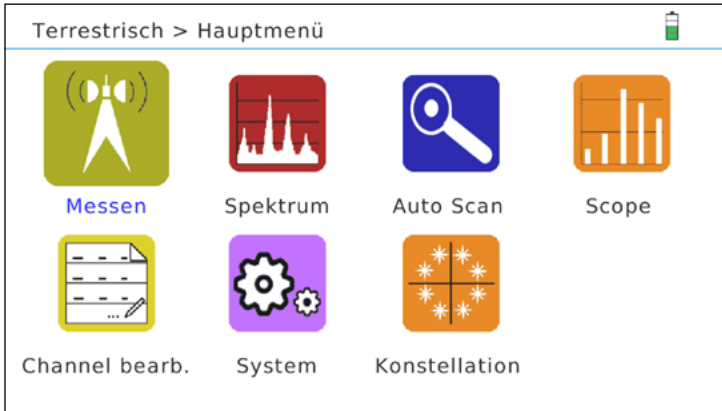 Terrestrisch > Hauptmenü
Messen Spektrum Auto Scan Scope
Channel bearb. System Konstellation